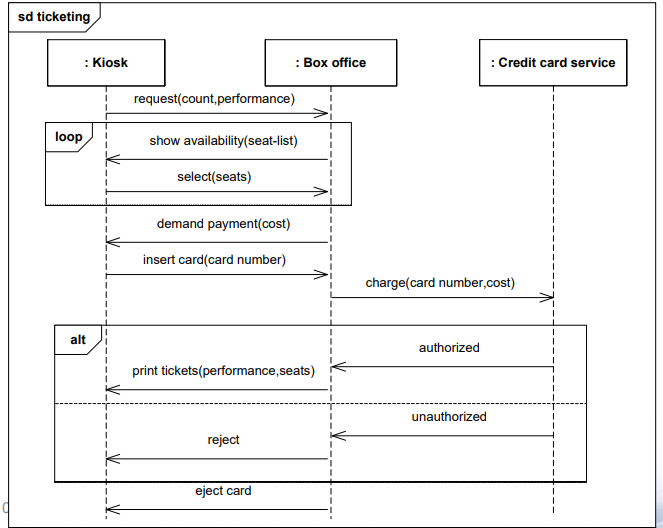 sd ticketing
: Kiosk
: Box office
: Credit card service
request(count,performance)
loop
show availability(seat-list)
select(seats)
demand payment(cost)
insert card(card number)
charge(card number,cost)
alt
authorized
print tickets(performance,seats)
unauthorized
reject
eject card